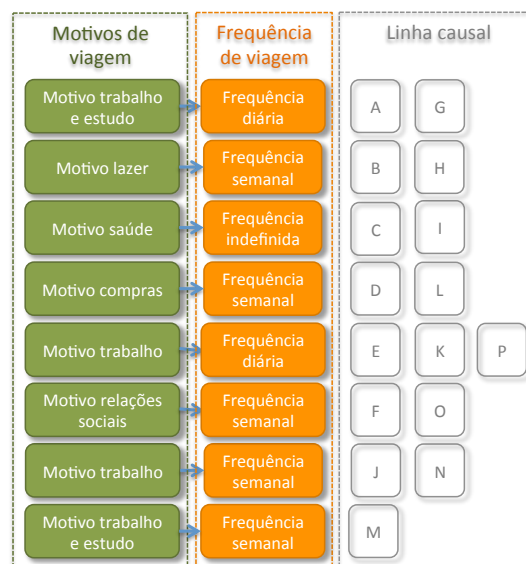 Motivos de
viagem
Frequência
de viagem
Linha causal
Motivo trabalho
e estudo
Frequência
diária
A
G
Motivo lazer
Frequência
semanal
B
H
Motivo saúde
Frequência
indefinida
C
I
Motivo compras
Frequência
semanal
D
L
Motivo trabalho
Frequência
diária
E
K
P
Motivo relações
sociais
Frequência
semanal
F
O
Motivo trabalho
Frequência
semanal
J
N
Motivo trabalho
e estudo
Frequência
semanal
M